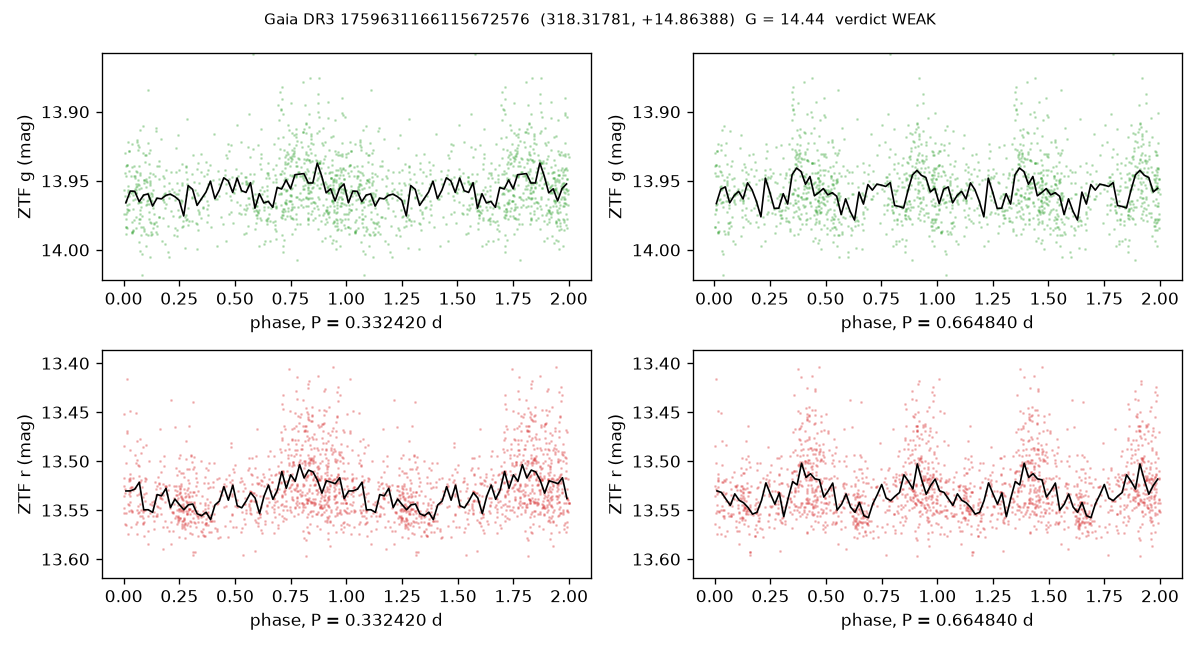 Gaia DR3 1759631166115672576 (318.31781, +14.86388) G = 14.44 verdict WEAK
ZTF g (mag)
13.90
13.95
14.00
0.00 0.25 0.50 0.75 1.00 1.25 1.50 1.75 2.00
phase, P = 0.332420 d
ZTF g (mag)
13.90
13.95
14.00
0.00 0.25 0.50 0.75 1.00 1.25 1.50 1.75 2.00
phase, P = 0.664840 d
ZTF r (mag)
13.40
13.45
13.50
13.55
13.60
0.00 0.25 0.50 0.75 1.00 1.25 1.50 1.75 2.00
phase, P = 0.332420 d
ZTF r (mag)
13.40
13.45
13.50
13.55
13.60
0.00 0.25 0.50 0.75 1.00 1.25 1.50 1.75 2.00
phase, P = 0.664840 d